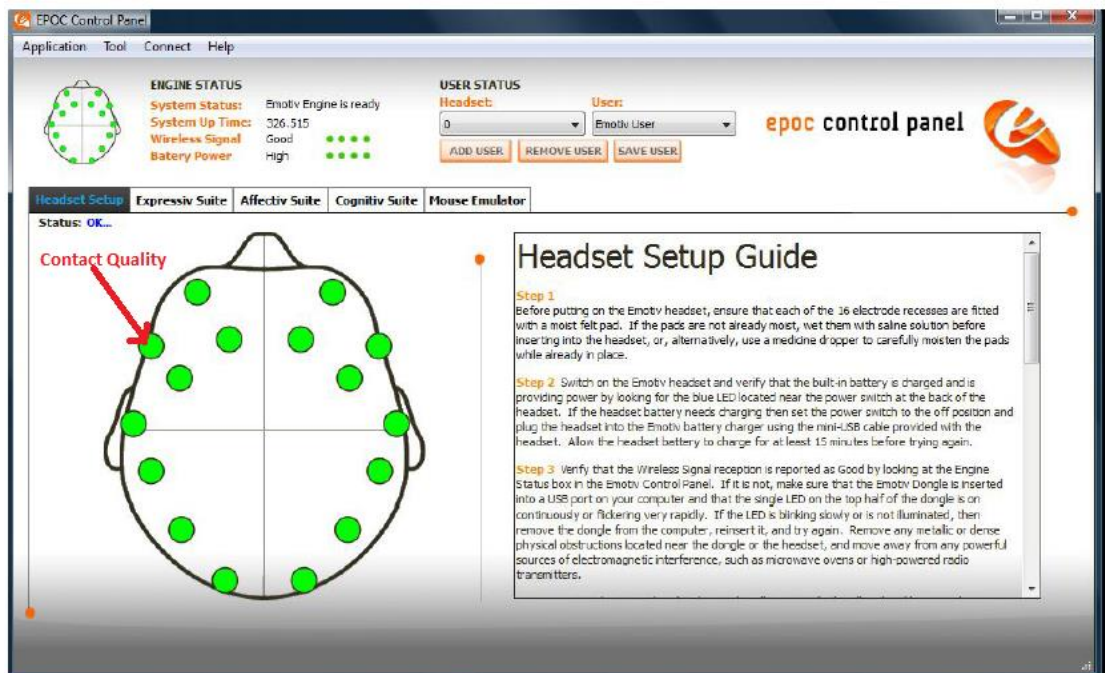 EPOC Control Panel
Application Tool Connect Help
ENGINE STATUS
System Status: Emotiv Engine is ready
System Up Time: 326.515
Wireless Signal Good
Batery Power High
USER STATUS
Headset: User:
0 Emotiv User
ADD USER REMOVE USER SAVE USER
epoc control panel
Headset Setup Expressiv Suite Affectiv Suite Cognitiv Suite Mouse Emulator
Status: OK...
Contact Quality
Headset Setup Guide
Step 1
Before putting on the Emotiv headset, ensure that each of the 16 electrode recesses are fitted
with a moist felt pad. If the pads are not already moist, wet them with saline solution before
inserting into the headset, or, alternatively, use a medicine dropper to carefully moisten the pads
while already in place.
Step 2 Switch on the Emotiv headset and verify that the built-in battery is charged and is
providing power by looking for the blue LED located near the power switch at the back of the
headset. If the headset battery needs charging then set the power switch to the off position and
plug the headset into the Emotiv battery charger using the mini-USB cable provided with the
headset. Allow the headset battery to charge for at least 15 minutes before trying again.
Step 3 Verify that the Wireless Signal reception is reported as Good by looking at the Engine
Status box in the Emotiv Control Panel. If it is not, make sure that the Emotiv Dongle is inserted
into a USB port on your computer and that the single LED on the top half of the dongle is on
continuously or flickering very rapidly. If the LED is blinking slowly or is not illuminated, then
remove the dongle from the computer, reinsert it, and try again. Remove any metallic or dense
physical obstructions located near the dongle or the headset, and move away from any powerful
sources of electromagnetic interference, such as microwave ovens or high-powered radio
transmitters.